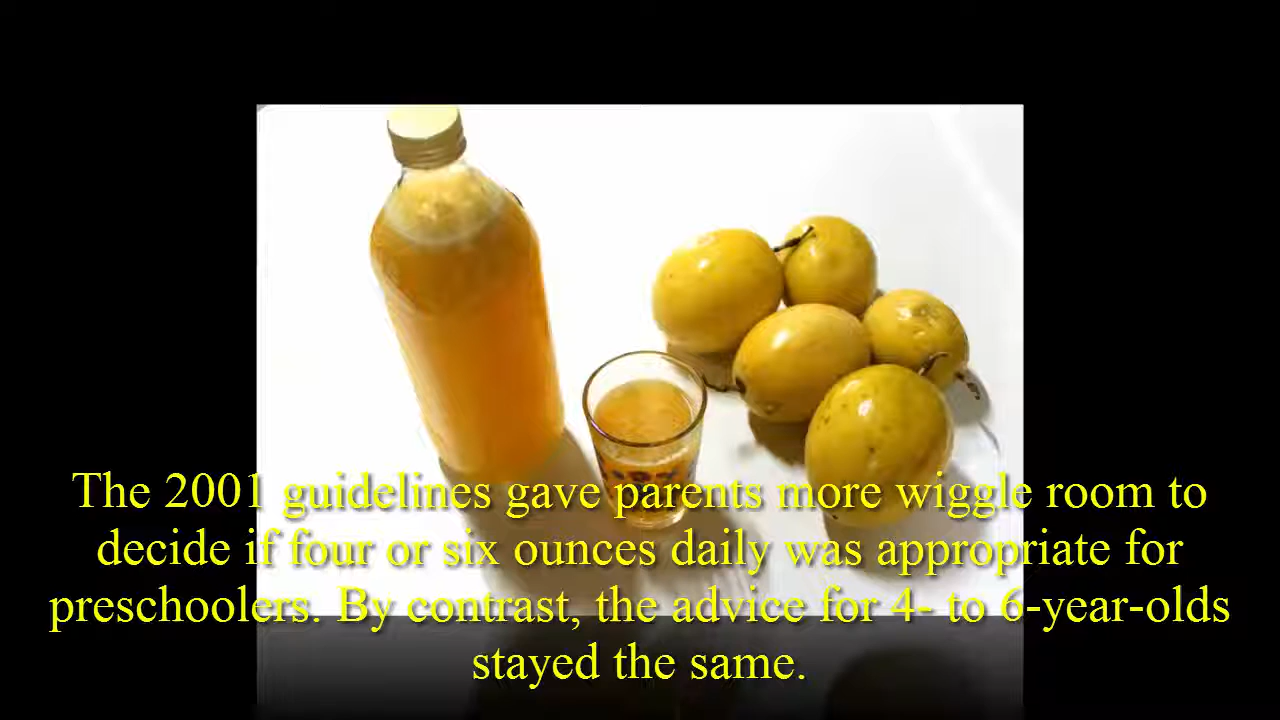 The 2001 guidelines gave parents more wiggle room to
decide if four or six ounces daily was appropriate for
preschoolers. By contrast, the advice for 4- to 6-year-olds
stayed the same.